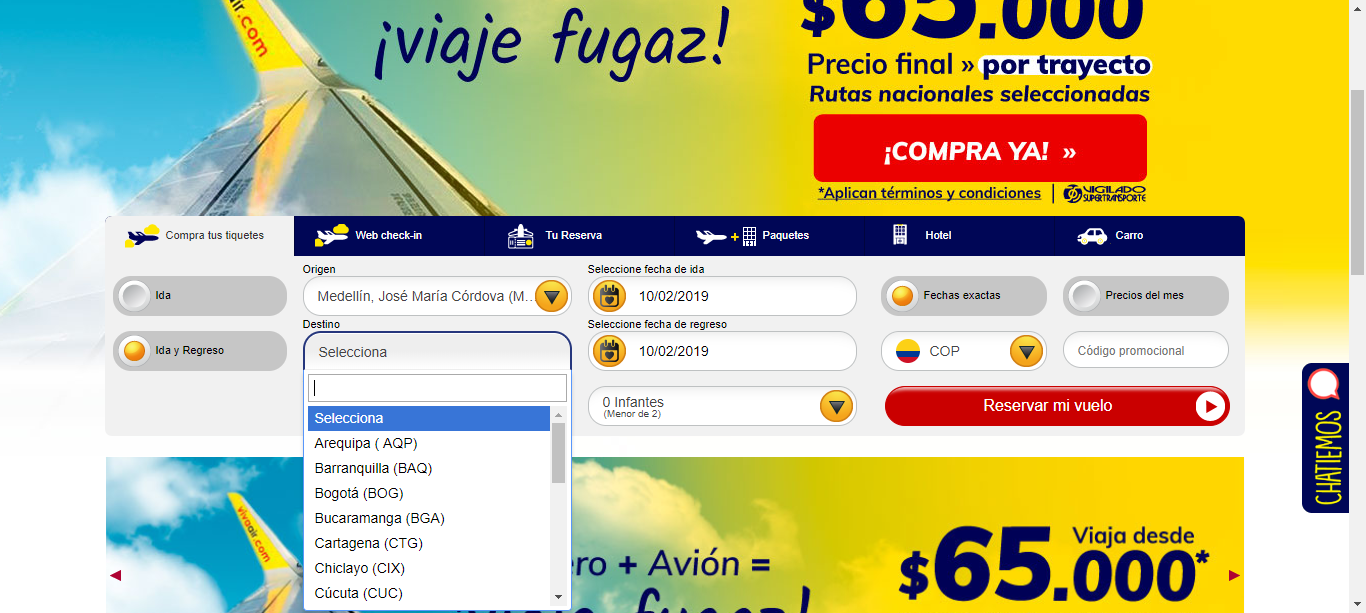 air.com
¡viaje fugaz!
$65.000
Precio final » por trayecto
Rutas nacionales seleccionadas
¡COMPRA YA! »
*Aplican términos y condiciones | VIGILADO
SUPERTRANSPORTE
Compra tus tiquetes
Web check-in
Tu Reserva
Paquetes
Hotel
Carro
Ida
Ida y Regreso
Origen
Medellín, José María Córdova (M...
Destino
Selecciona
Selecciona
Arequipa ( AQP)
Barranquilla (BAQ)
Bogotá (BOG)
Bucaramanga (BGA)
Cartagena (CTG)
Chiclayo (CIX)
Cúcuta (CUC)
Seleccione fecha de ida
10/02/2019
Seleccione fecha de regreso
10/02/2019
0 Infantes
(Menor de 2)
Fechas exactas
Precios del mes
COP
Código promocional
Reservar mi vuelo
CHATIEMOS
vivaair.com
ro + Avión =
viaje fugaz!
Viaja desde
$65.000*